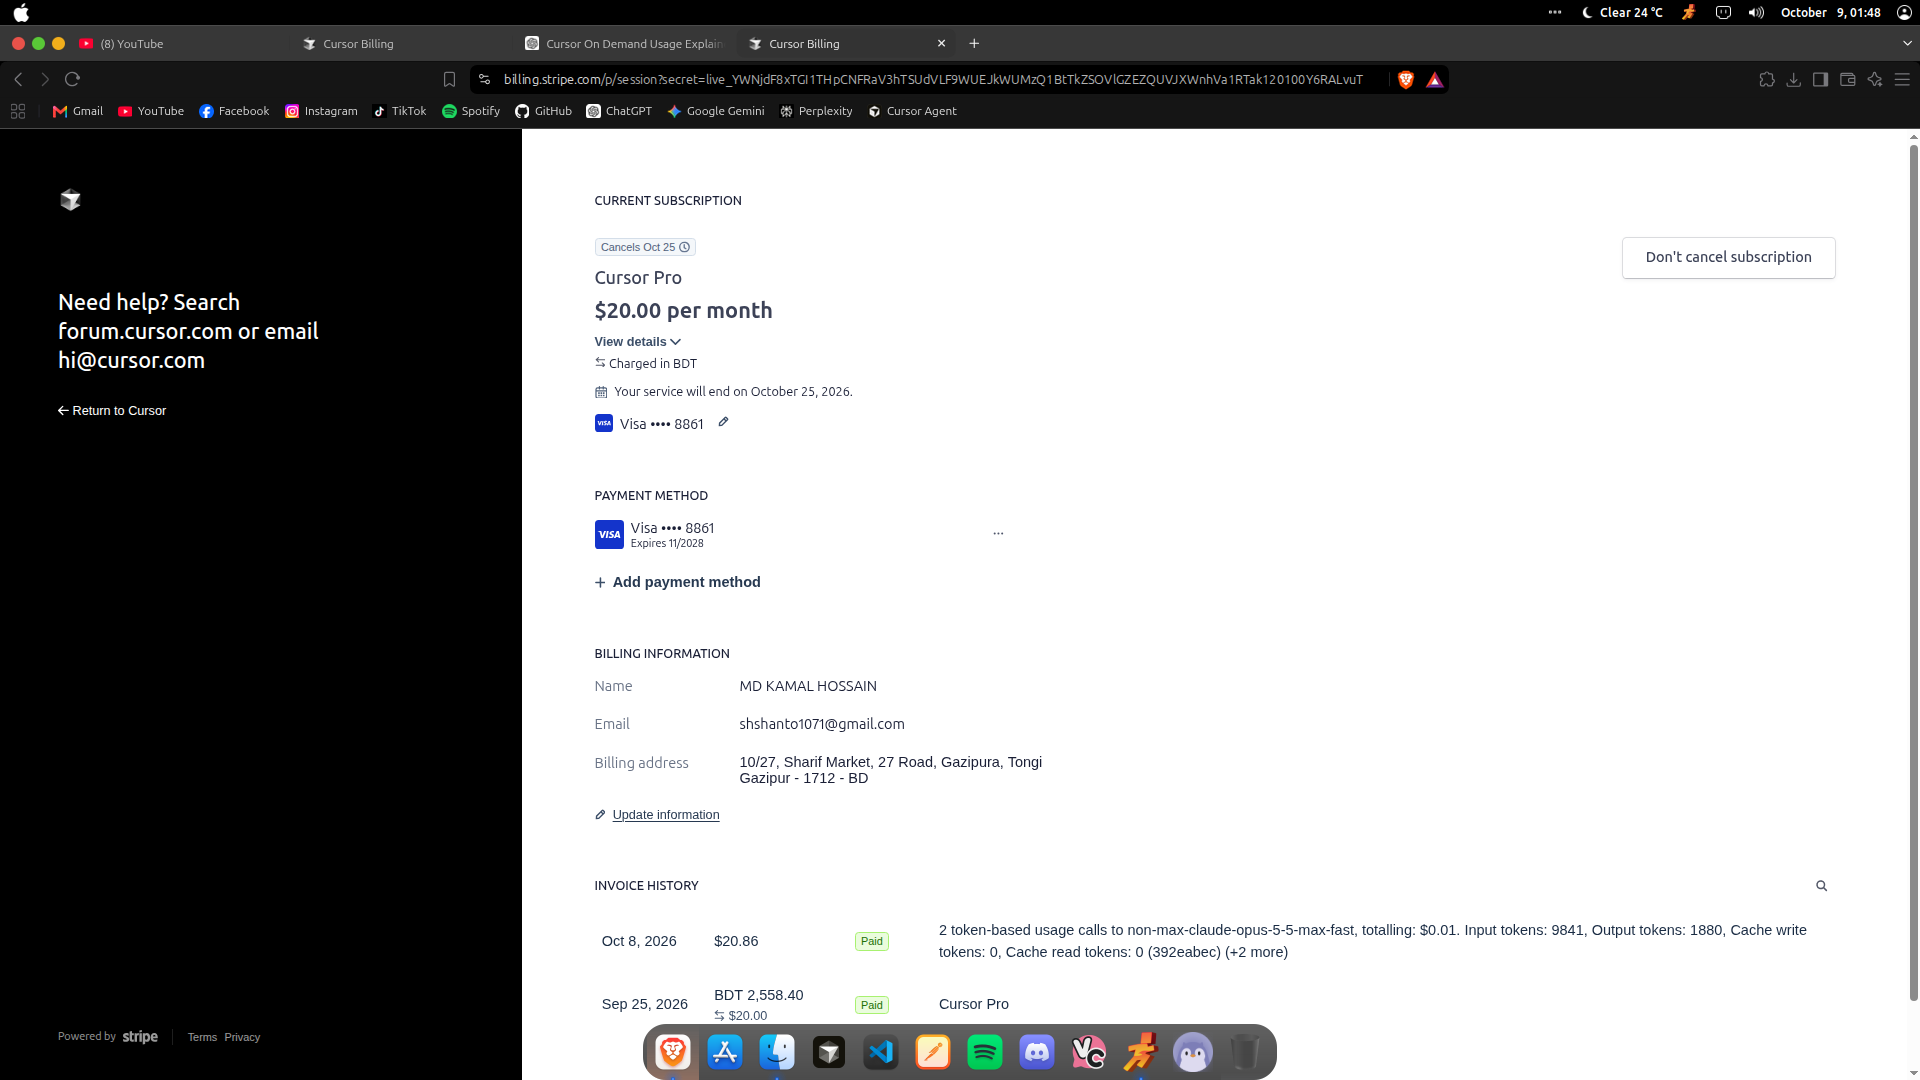 Clear 24 °C
October 9, 01:48
(8) YouTube
Cursor Billing
Cursor On Demand Usage Explain
Cursor Billing
billing.stripe.com/p/session?secret=live_YWNjdF8xTGI1THpCNFRaV3hTSUdVLF9WUEJkWUMzQ1BtTkZSOVlGZEZQUVJXWnhVa1RTak120100Y6RALvuT
Gmail
YouTube
Facebook
Instagram
TikTok
Spotify
GitHub
ChatGPT
Google Gemini
Perplexity
Cursor Agent
Need help? Search
forum.cursor.com or email
hi@cursor.com
← Return to Cursor
Powered by stripe
Terms Privacy
CURRENT SUBSCRIPTION
Cancels Oct 25
Don't cancel subscription
Cursor Pro
$20.00 per month
View details
Charged in BDT
Your service will end on October 25, 2026.
VISA Visa •••• 8861
PAYMENT METHOD
VISA Visa •••• 8861
Expires 11/2028
+ Add payment method
BILLING INFORMATION
Name MD KAMAL HOSSAIN
Email shshanto1071@gmail.com
Billing address 10/27, Sharif Market, 27 Road, Gazipura, Tongi
Gazipur - 1712 - BD
Update information
INVOICE HISTORY
Oct 8, 2026 $20.86 Paid 2 token-based usage calls to non-max-claude-opus-5-5-max-fast, totalling: $0.01. Input tokens: 9841, Output tokens: 1880, Cache write
tokens: 0, Cache read tokens: 0 (392eabec) (+2 more)
Sep 25, 2026 BDT 2,558.40 Paid Cursor Pro
$20.00